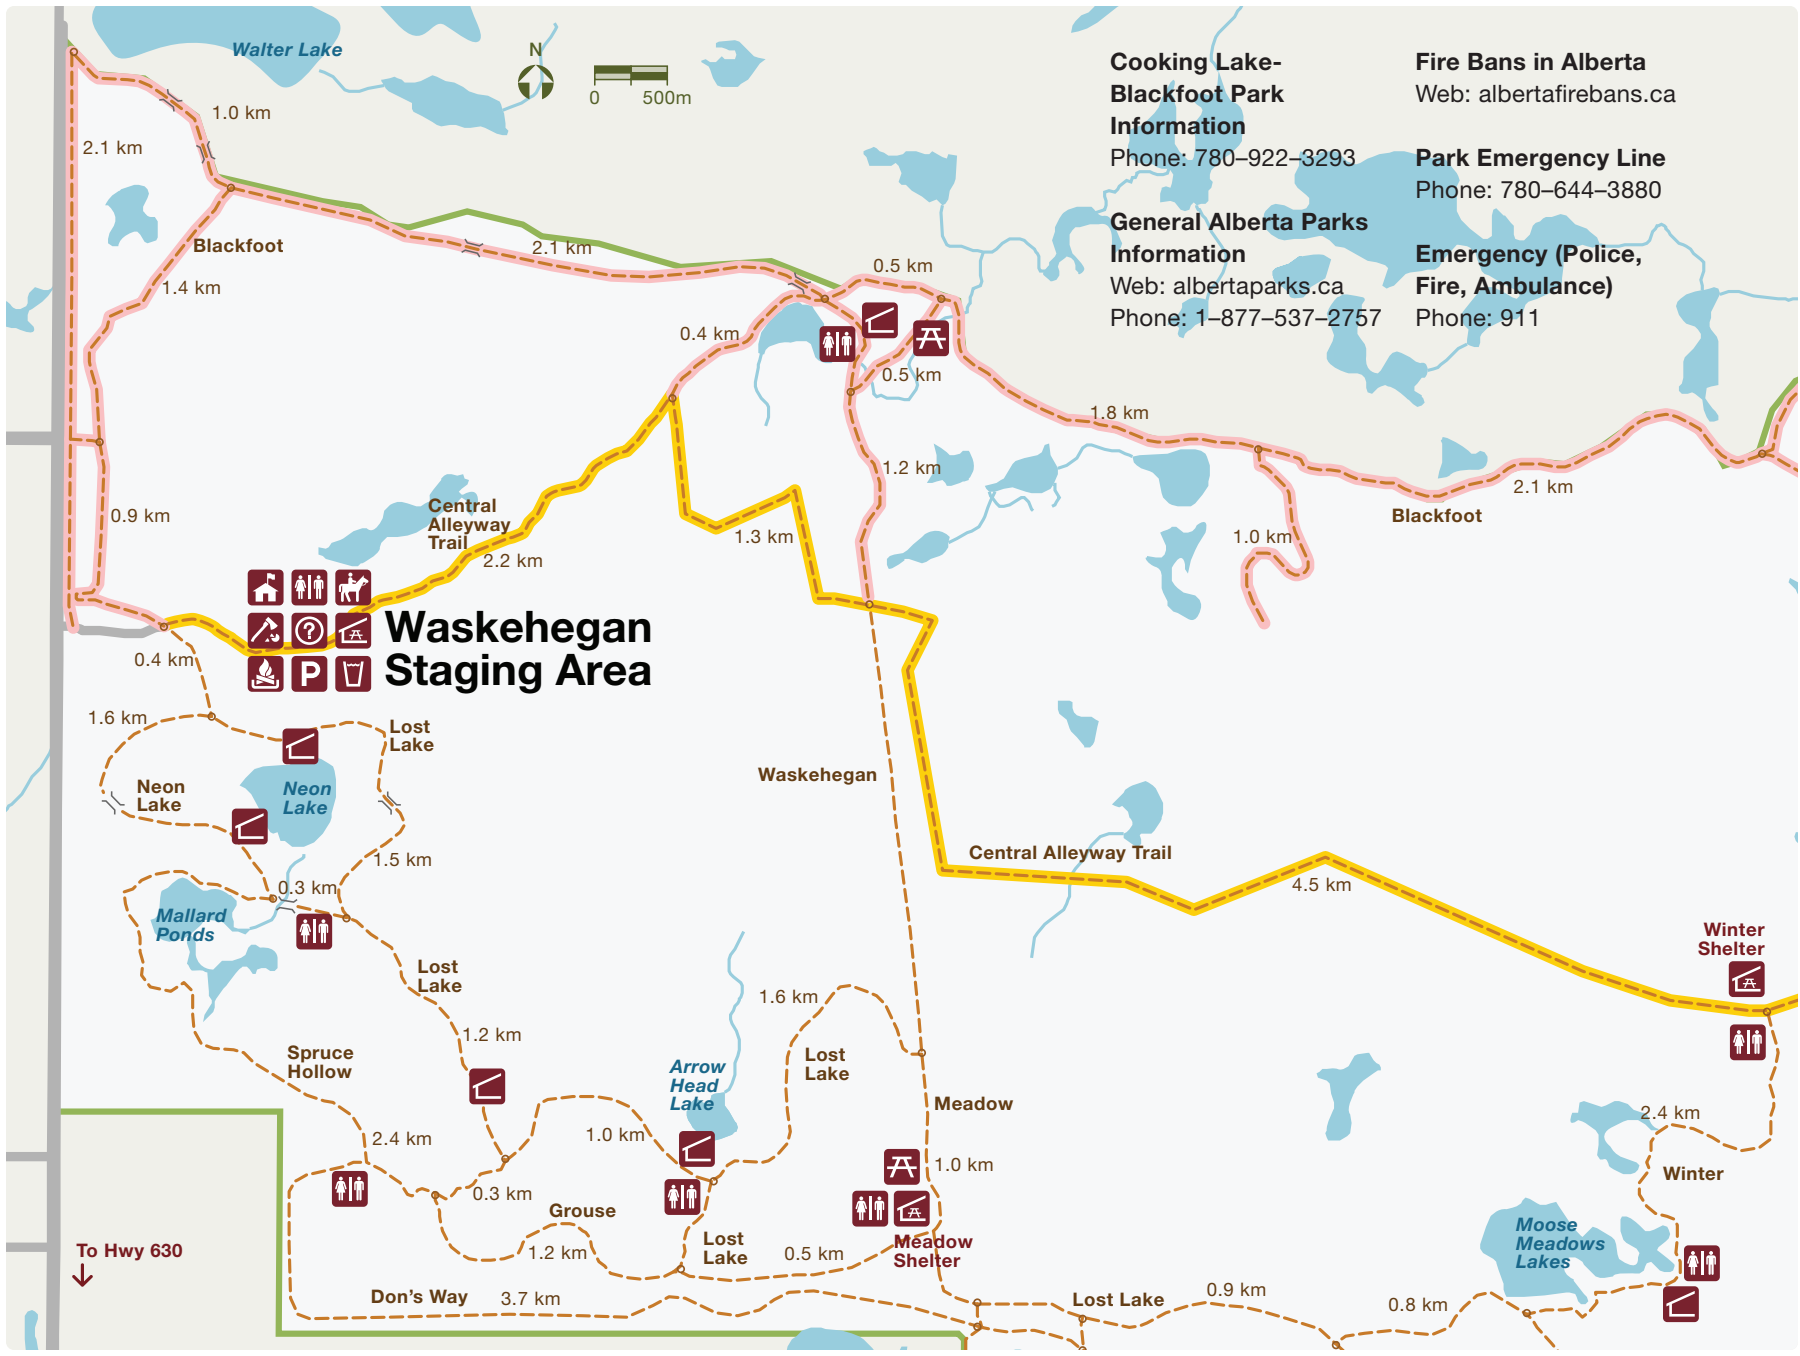 Walter Lake
N
0 500m
Cooking Lake-
Blackfoot Park
Information
Phone: 780–922–3293
General Alberta Parks
Information
Web: albertaparks.ca
Phone: 1–877–537–2757
Fire Bans in Alberta
Web: albertafirebans.ca
Park Emergency Line
Phone: 780–644–3880
Emergency (Police,
Fire, Ambulance)
Phone: 911
1.0 km
2.1 km
Blackfoot
1.4 km
2.1 km
0.5 km
0.4 km
0.5 km
1.8 km
1.2 km
2.1 km
Blackfoot
1.0 km
0.9 km
Central
Alleyway
Trail
2.2 km
1.3 km
?
P
Waskehegan
Staging Area
0.4 km
1.6 km
Lost
Lake
Neon
Lake
Neon
Lake
Waskehegan
1.5 km
0.3 km
Mallard
Ponds
Central Alleyway Trail
4.5 km
Winter
Shelter
Lost
Lake
1.6 km
1.2 km
Spruce
Hollow
Arrow
Head
Lake
Lost
Lake
Meadow
2.4 km
2.4 km
1.0 km
1.0 km
Winter
0.3 km
Grouse
1.2 km
Lost
Lake
0.5 km
Meadow
Shelter
Moose
Meadows
Lakes
To Hwy 630
Don's Way
3.7 km
Lost Lake
0.9 km
0.8 km